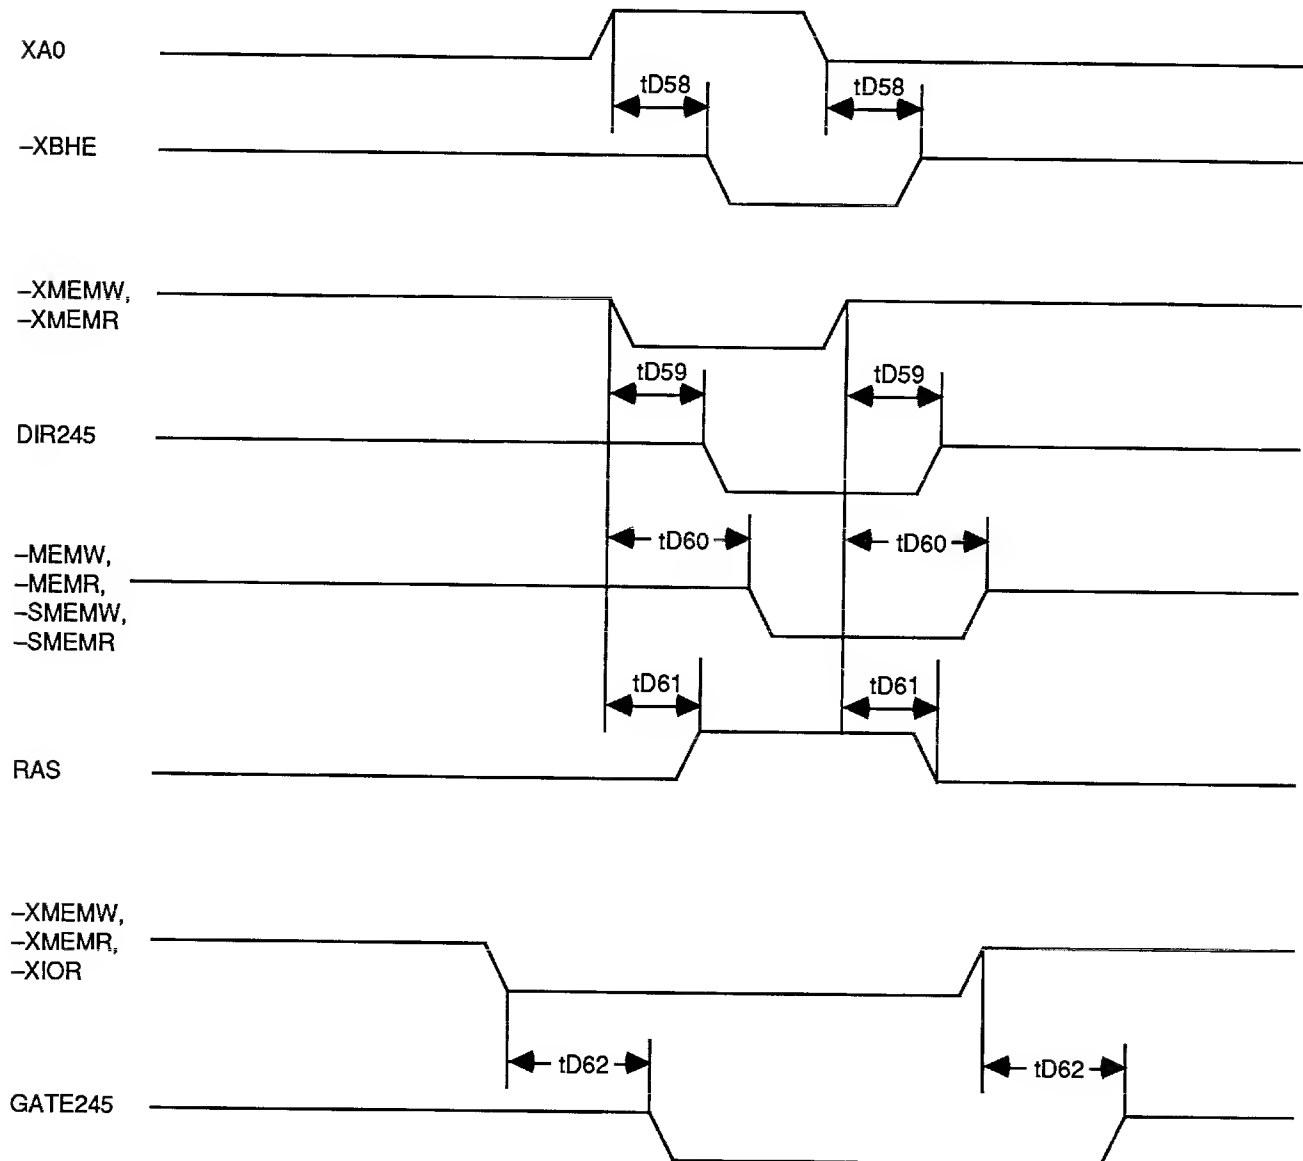 XA0
tD58
tD58
–XBHE
–XMEMW,
–XMEMR
tD59
tD59
DIR245
tD60
tD60
–MEMW,
–MEMR,
–SMEMW,
–SMEMR
tD61
tD61
RAS
–XMEMW,
–XMEMR,
–XIOR
tD62
tD62
GATE245